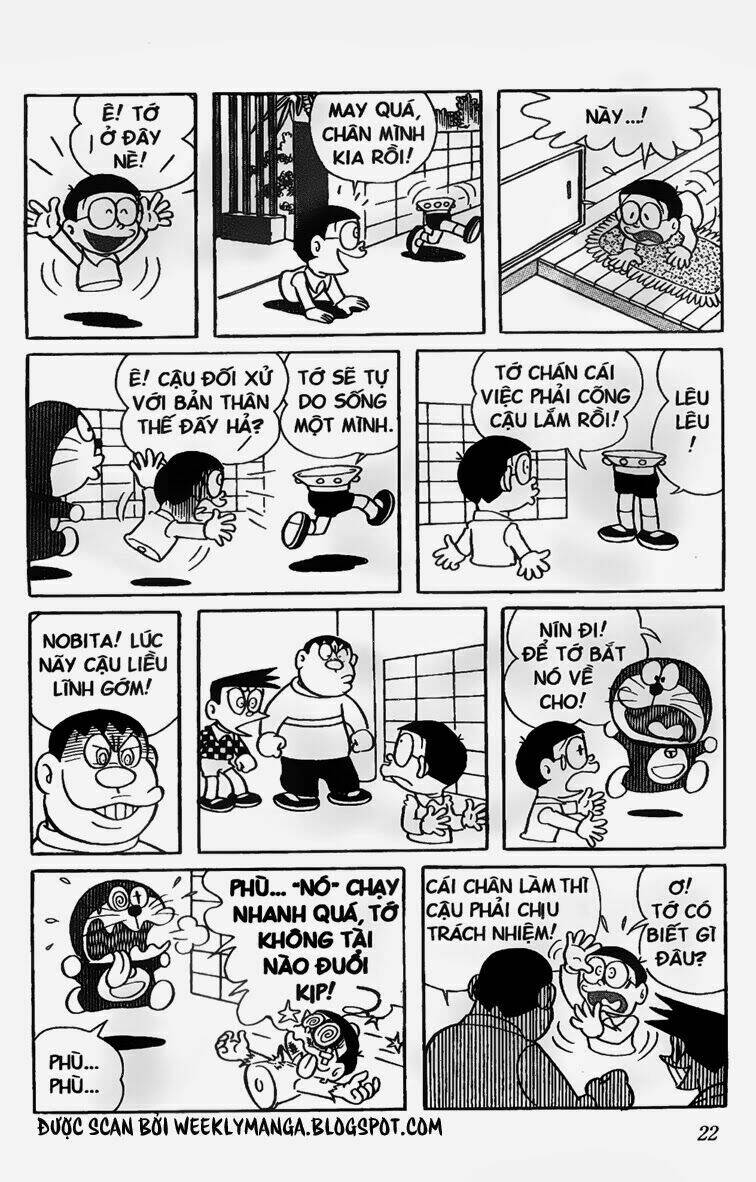 NÀY...!
MAY QUÁ,
CHÂN MÌNH
KIA RỒI!
Ê! TỚ
Ở ĐÂY
NÈ!
LÊU
LÊU
!
TỚ CHÁN CÁI
VIỆC PHẢI CÕNG
CẬU LẮM RỒI!
TỚ SẼ TỰ
DO SỐNG
MỘT MÌNH.
Ê! CẬU ĐỐI XỬ
VỚI BẢN THÂN
THẾ ĐẤY HẢ?
NÍN ĐI!
ĐỂ TỚ BẮT
NÓ VỀ
CHO!
NOBITA! LÚC
NÃY CẬU LIỀU
LĨNH GỚM!
Ơ!
TỚ CÓ
BIẾT GÌ
ĐÂU?
CÁI CHÂN LÀM THÌ
CẬU PHẢI CHỊU
TRÁCH NHIỆM!
PHÙ... "NÓ" CHẠY
NHANH QUÁ, TỚ
KHÔNG TÀI
NÀO ĐUỔI
KỊP!
PHÙ...
PHÙ...
ĐƯỢC SCAN BỞI WEEKLYMANGA.BLOGSPOT.COM
22